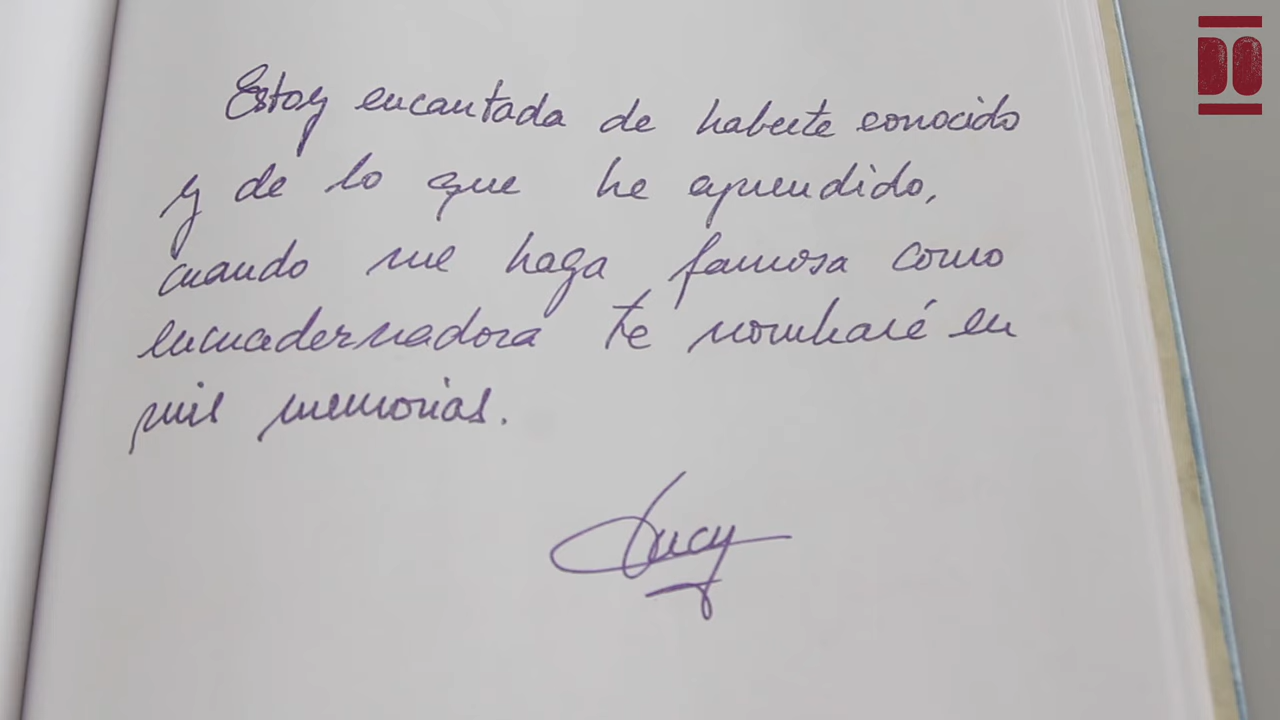 DO
Estoy encantada de haberte conocido
y de lo que he aprendido,
cuando me haga famosa como
encuadernadora te nombraré en
mis memorias.
Lucy